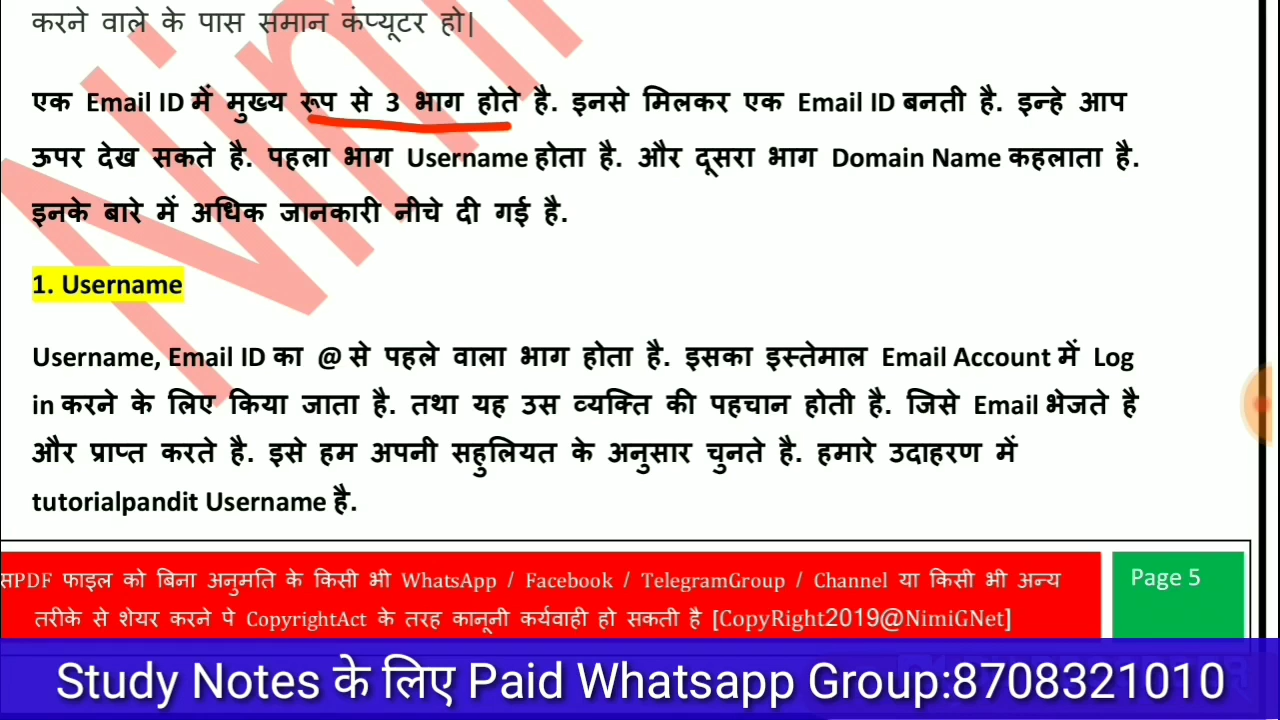 करने वाले के पास समान कंप्यूटर हो|
एक Email ID में मुख्य रूप से 3 भाग होते है. इनसे मिलकर एक Email ID बनती है. इन्हे आप
ऊपर देख सकते है. पहला भाग Username होता है. और दूसरा भाग Domain Name कहलाता है.
इनके बारे में अधिक जानकारी नीचे दी गई है.
1. Username
Username, Email ID का @ से पहले वाला भाग होता है. इसका इस्तेमाल Email Account में Log
in करने के लिए किया जाता है. तथा यह उस व्यक्ति की पहचान होती है. जिसे Email भेजते है
और प्राप्त करते है. इसे हम अपनी सहुलियत के अनुसार चुनते है. हमारे उदाहरण में
tutorialpandit Username है.
सPDF फाइल को बिना अनुमति के किसी भी WhatsApp / Facebook / TelegramGroup / Channel या किसी भी अन्य
तरीके से शेयर करने पे CopyrightAct के तरह कानूनी कर्यवाही हो सकती है [CopyRight2019@NimiGNet]
Page 5
Study Notes के लिए Paid Whatsapp Group:8708321010